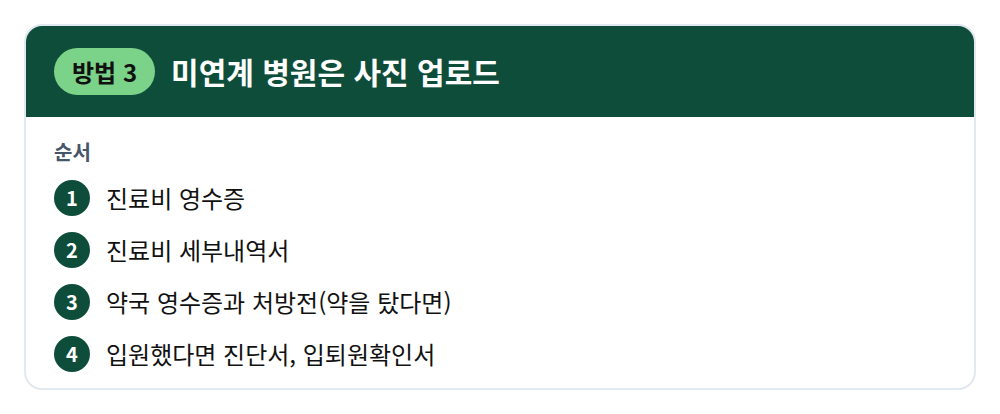 방법 3 미연계 병원은 사진 업로드
순서
1 진료비 영수증
2 진료비 세부내역서
3 약국 영수증과 처방전(약을 탔다면)
4 입원했다면 진단서, 입퇴원확인서